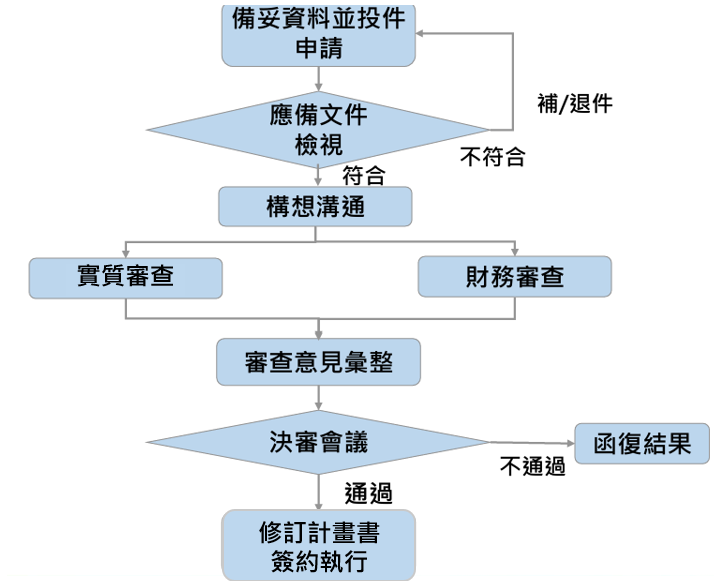 備妥資料並投件
申請
應備文件
檢視
補/退件
不符合
符合
構想溝通
實質審查
財務審查
審查意見彙整
決審會議
函復結果
不通過
通過
修訂計畫書
簽約執行